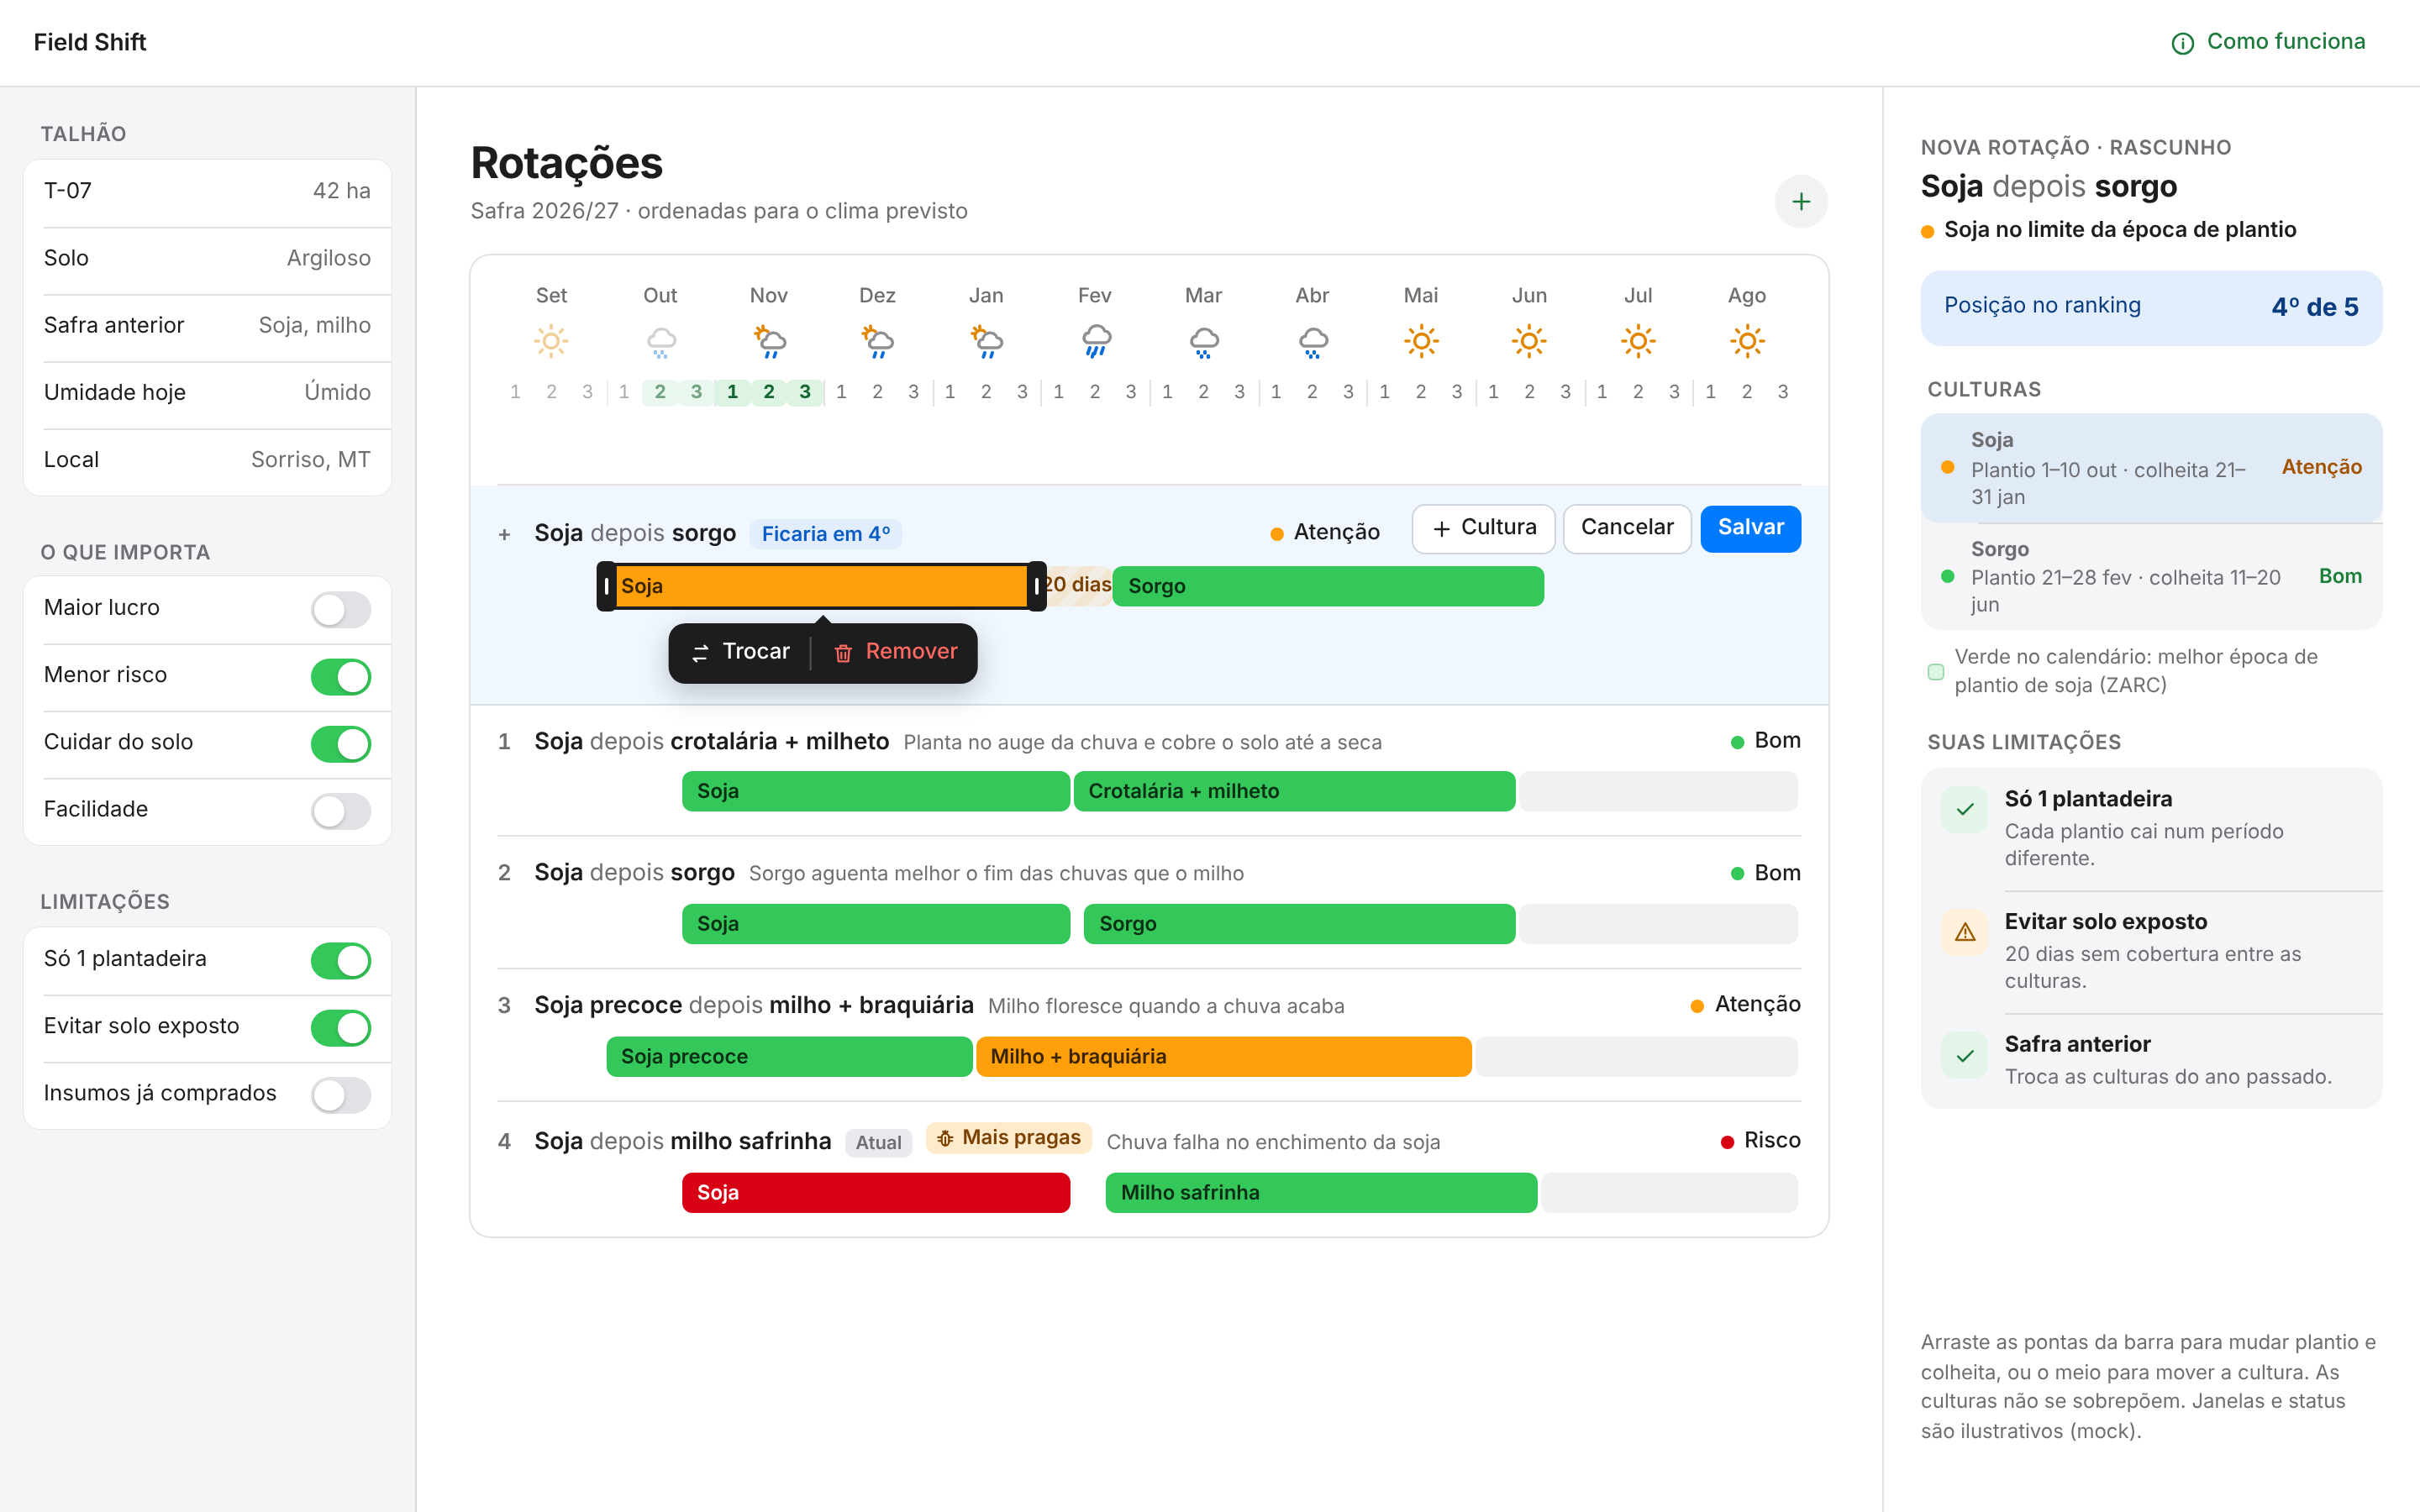 Field Shift
Como funciona
TALHÃO
T-07 42 ha
Solo Argiloso
Safra anterior Soja, milho
Umidade hoje Úmido
Local Sorriso, MT
O QUE IMPORTA
Maior lucro
Menor risco
Cuidar do solo
Facilidade
LIMITAÇÕES
Só 1 plantadeira
Evitar solo exposto
Insumos já comprados
Rotações
Safra 2026/27 · ordenadas para o clima previsto
+
Set Out Nov Dez Jan Fev Mar Abr Mai Jun Jul Ago
1 2 3 1 2 3 1 2 3 1 2 3 1 2 3 1 2 3 1 2 3 1 2 3 1 2 3 1 2 3 1 2 3 1 2 3
+ Soja depois sorgo Ficaria em 4º Atenção + Cultura Cancelar Salvar
Soja 20 dias Sorgo
Trocar Remover
1 Soja depois crotalária + milheto Planta no auge da chuva e cobre o solo até a seca Bom
Soja Crotalária + milheto
2 Soja depois sorgo Sorgo aguenta melhor o fim das chuvas que o milho Bom
Soja Sorgo
3 Soja precoce depois milho + braquiária Milho floresce quando a chuva acaba Atenção
Soja precoce Milho + braquiária
4 Soja depois milho safrinha Atual Mais pragas Chuva falha no enchimento da soja Risco
Soja Milho safrinha
NOVA ROTAÇÃO · RASCUNHO
Soja depois sorgo
Soja no limite da época de plantio
Posição no ranking 4º de 5
CULTURAS
Soja
Plantio 1–10 out · colheita 21–
31 jan
Atenção
Sorgo
Plantio 21–28 fev · colheita 11–20
jun
Bom
Verde no calendário: melhor época de
plantio de soja (ZARC)
SUAS LIMITAÇÕES
Só 1 plantadeira
Cada plantio cai num período
diferente.
Evitar solo exposto
20 dias sem cobertura entre as
culturas.
Safra anterior
Troca as culturas do ano passado.
Arraste as pontas da barra para mudar plantio e
colheita, ou o meio para mover a cultura. As
culturas não se sobrepõem. Janelas e status
são ilustrativos (mock).